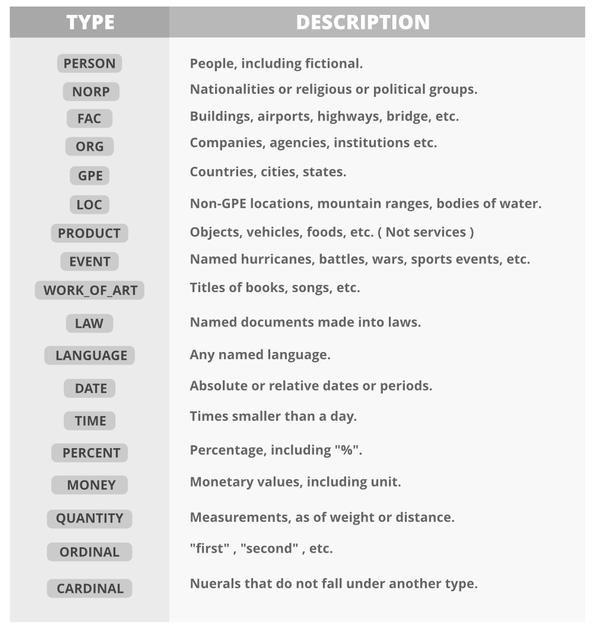 TYPE DESCRIPTION
PERSON People, including fictional.
NORP Nationalities or religious or political groups.
FAC Buildings, airports, highways, bridge, etc.
ORG Companies, agencies, institutions etc.
GPE Countries, cities, states.
LOC Non-GPE locations, mountain ranges, bodies of water.
PRODUCT Objects, vehicles, foods, etc. ( Not services )
EVENT Named hurricanes, battles, wars, sports events, etc.
WORK_OF_ART Titles of books, songs, etc.
LAW Named documents made into laws.
LANGUAGE Any named language.
DATE Absolute or relative dates or periods.
TIME Times smaller than a day.
PERCENT Percentage, including "%".
MONEY Monetary values, including unit.
QUANTITY Measurements, as of weight or distance.
ORDINAL "first" , "second" , etc.
CARDINAL Nuerals that do not fall under another type.